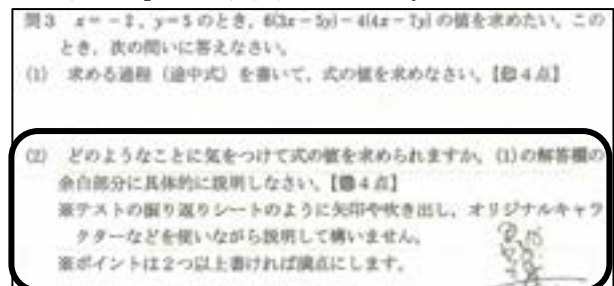 問3 x=-2, y=5のとき, 6(3x-5y)-4(4x-7y)の値を求めたい。この
とき、次の問いに答えなさい。
(1) 求める過程（途中式）を書いて、式の値を求めなさい。【4点】
(2) どのようなことに気をつけて式の値を求められますか、(1)の解答欄の
余白部分に具体的に説明しなさい。【4点】
※テストの振り返りシートのように矢印や吹き出し、オリジナルキャラ
クターなどを使いながら説明して構いません。
※ポイントは2つ以上書ければ満点にします。